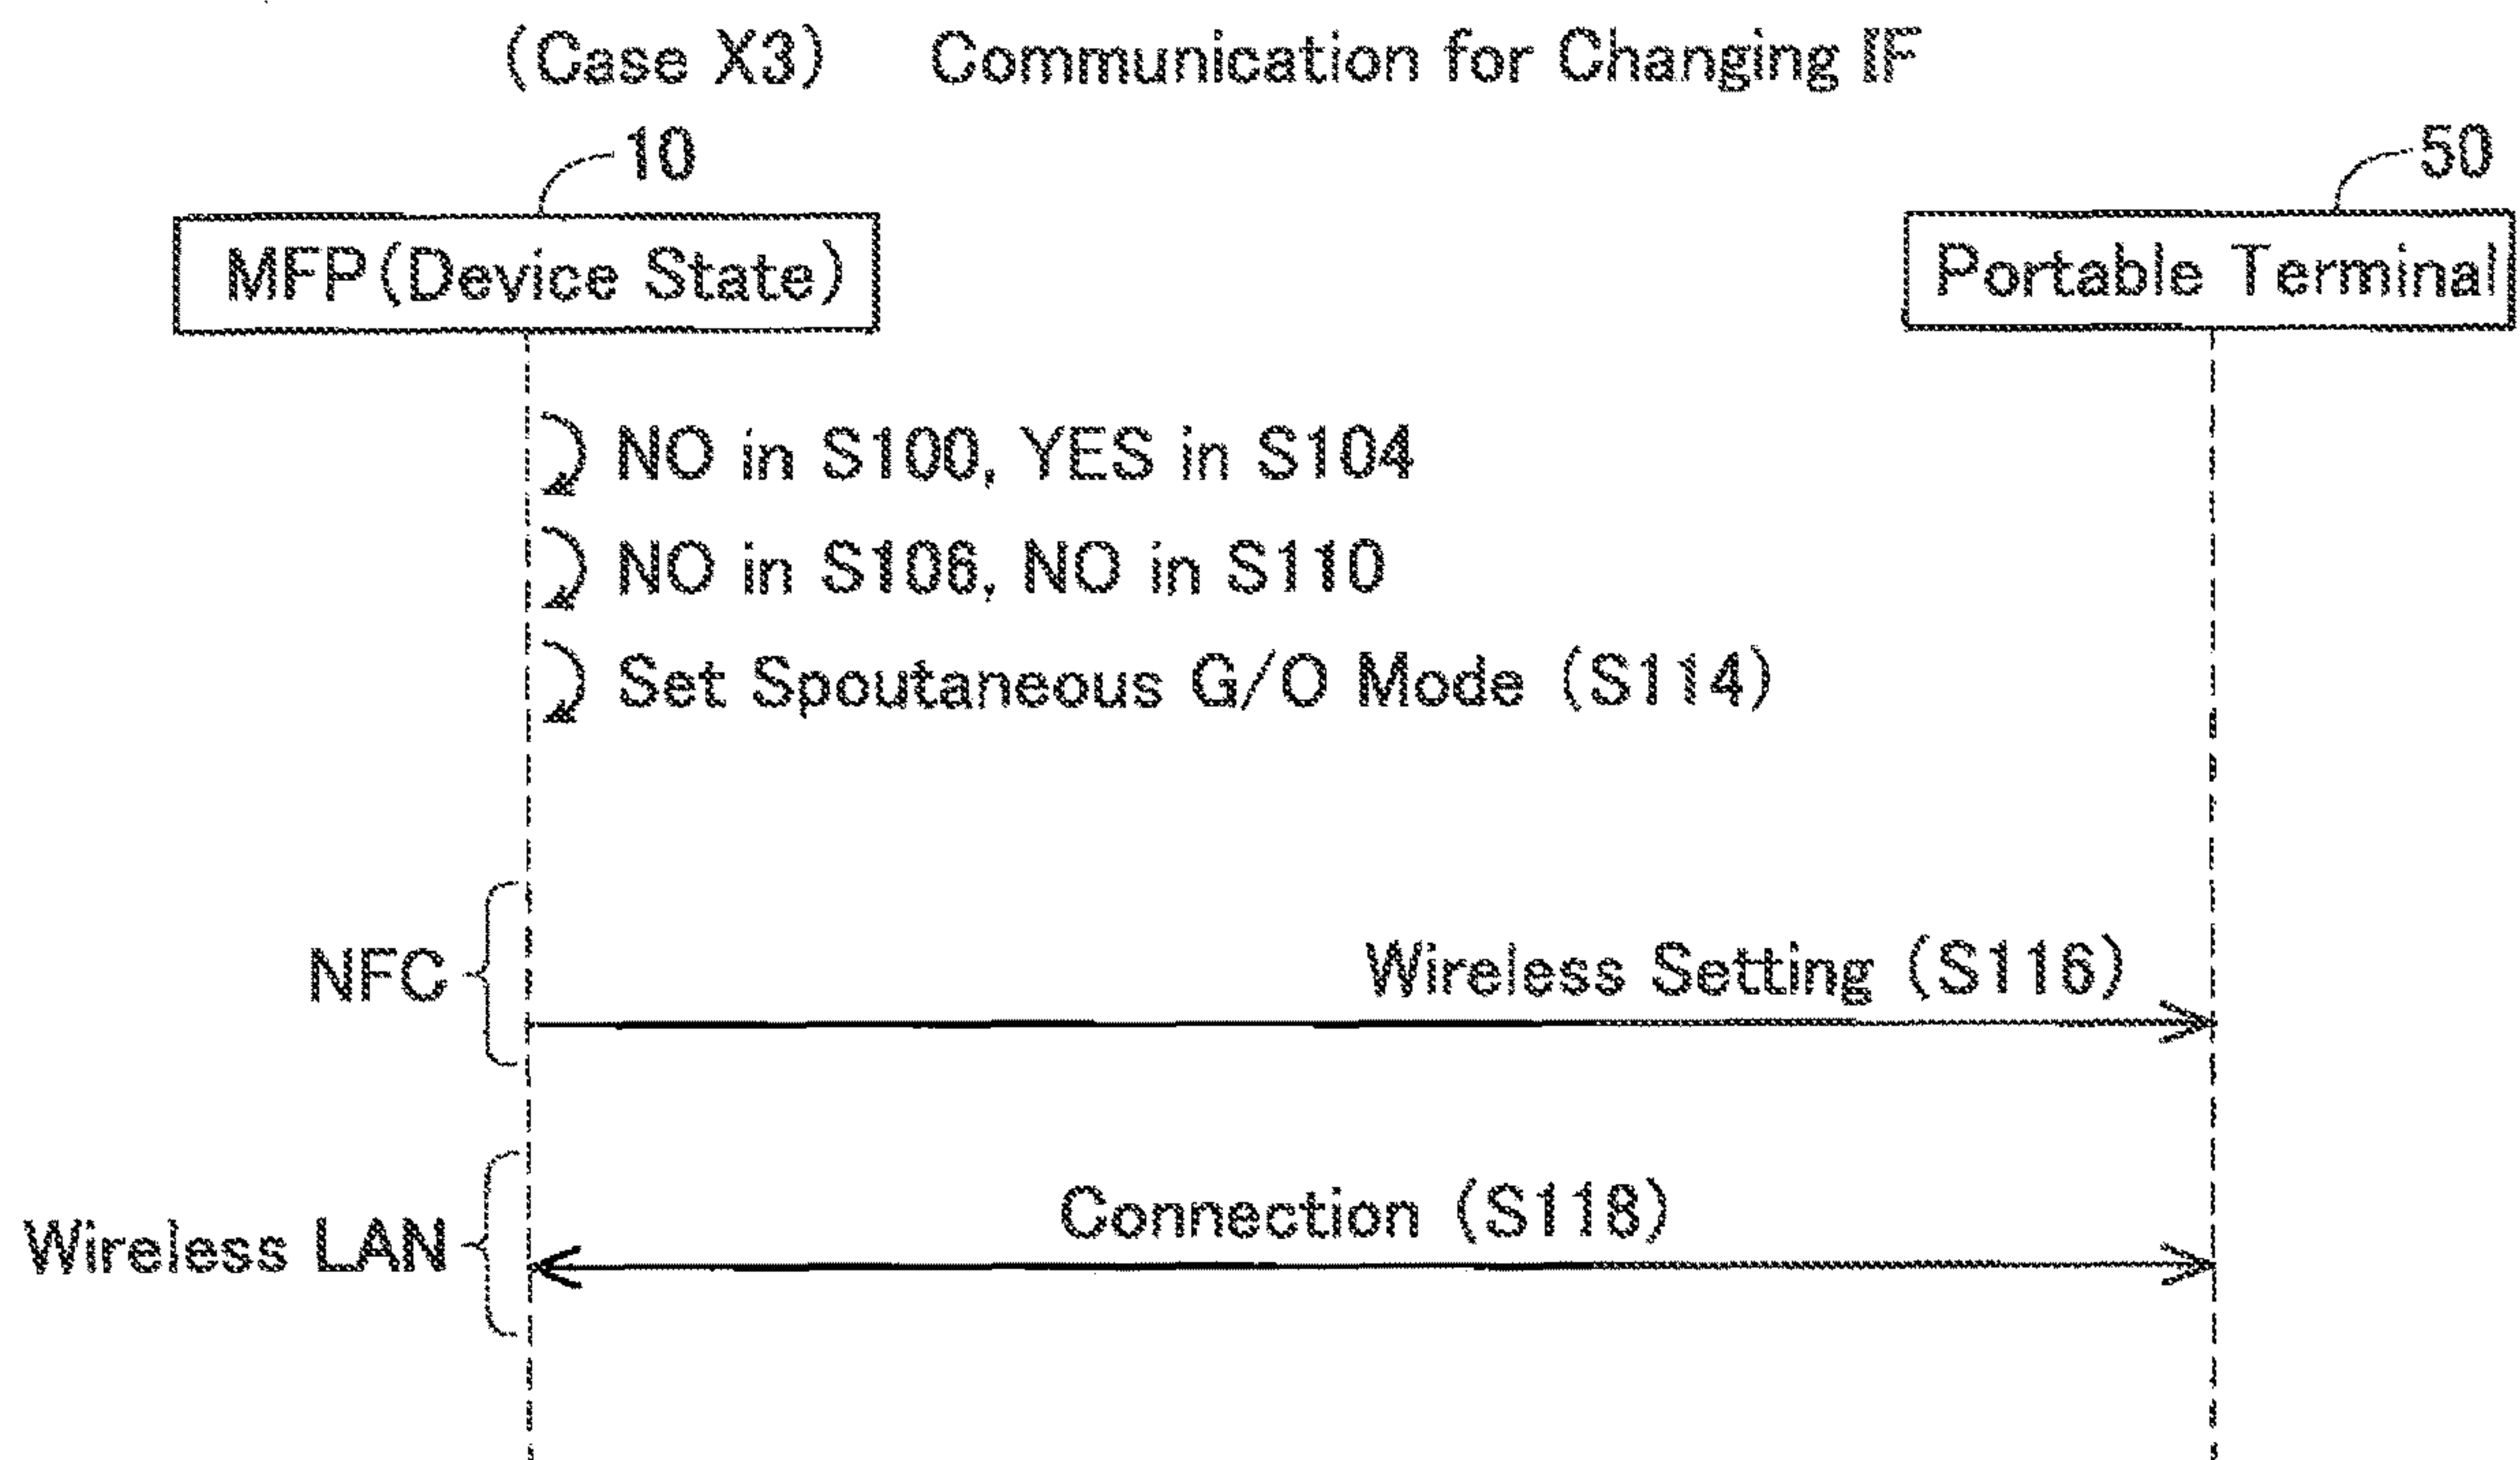 (Case X3) Communication for Changing IF
10
50
MFP(Device State)
Portable Terminal
NO in S100, YES in S104
NO in S106, NO in S110
Set Spoutaneous G/O Mode (S114)
NFC
Wireless Setting (S116)
Wireless LAN
Connection (S118)